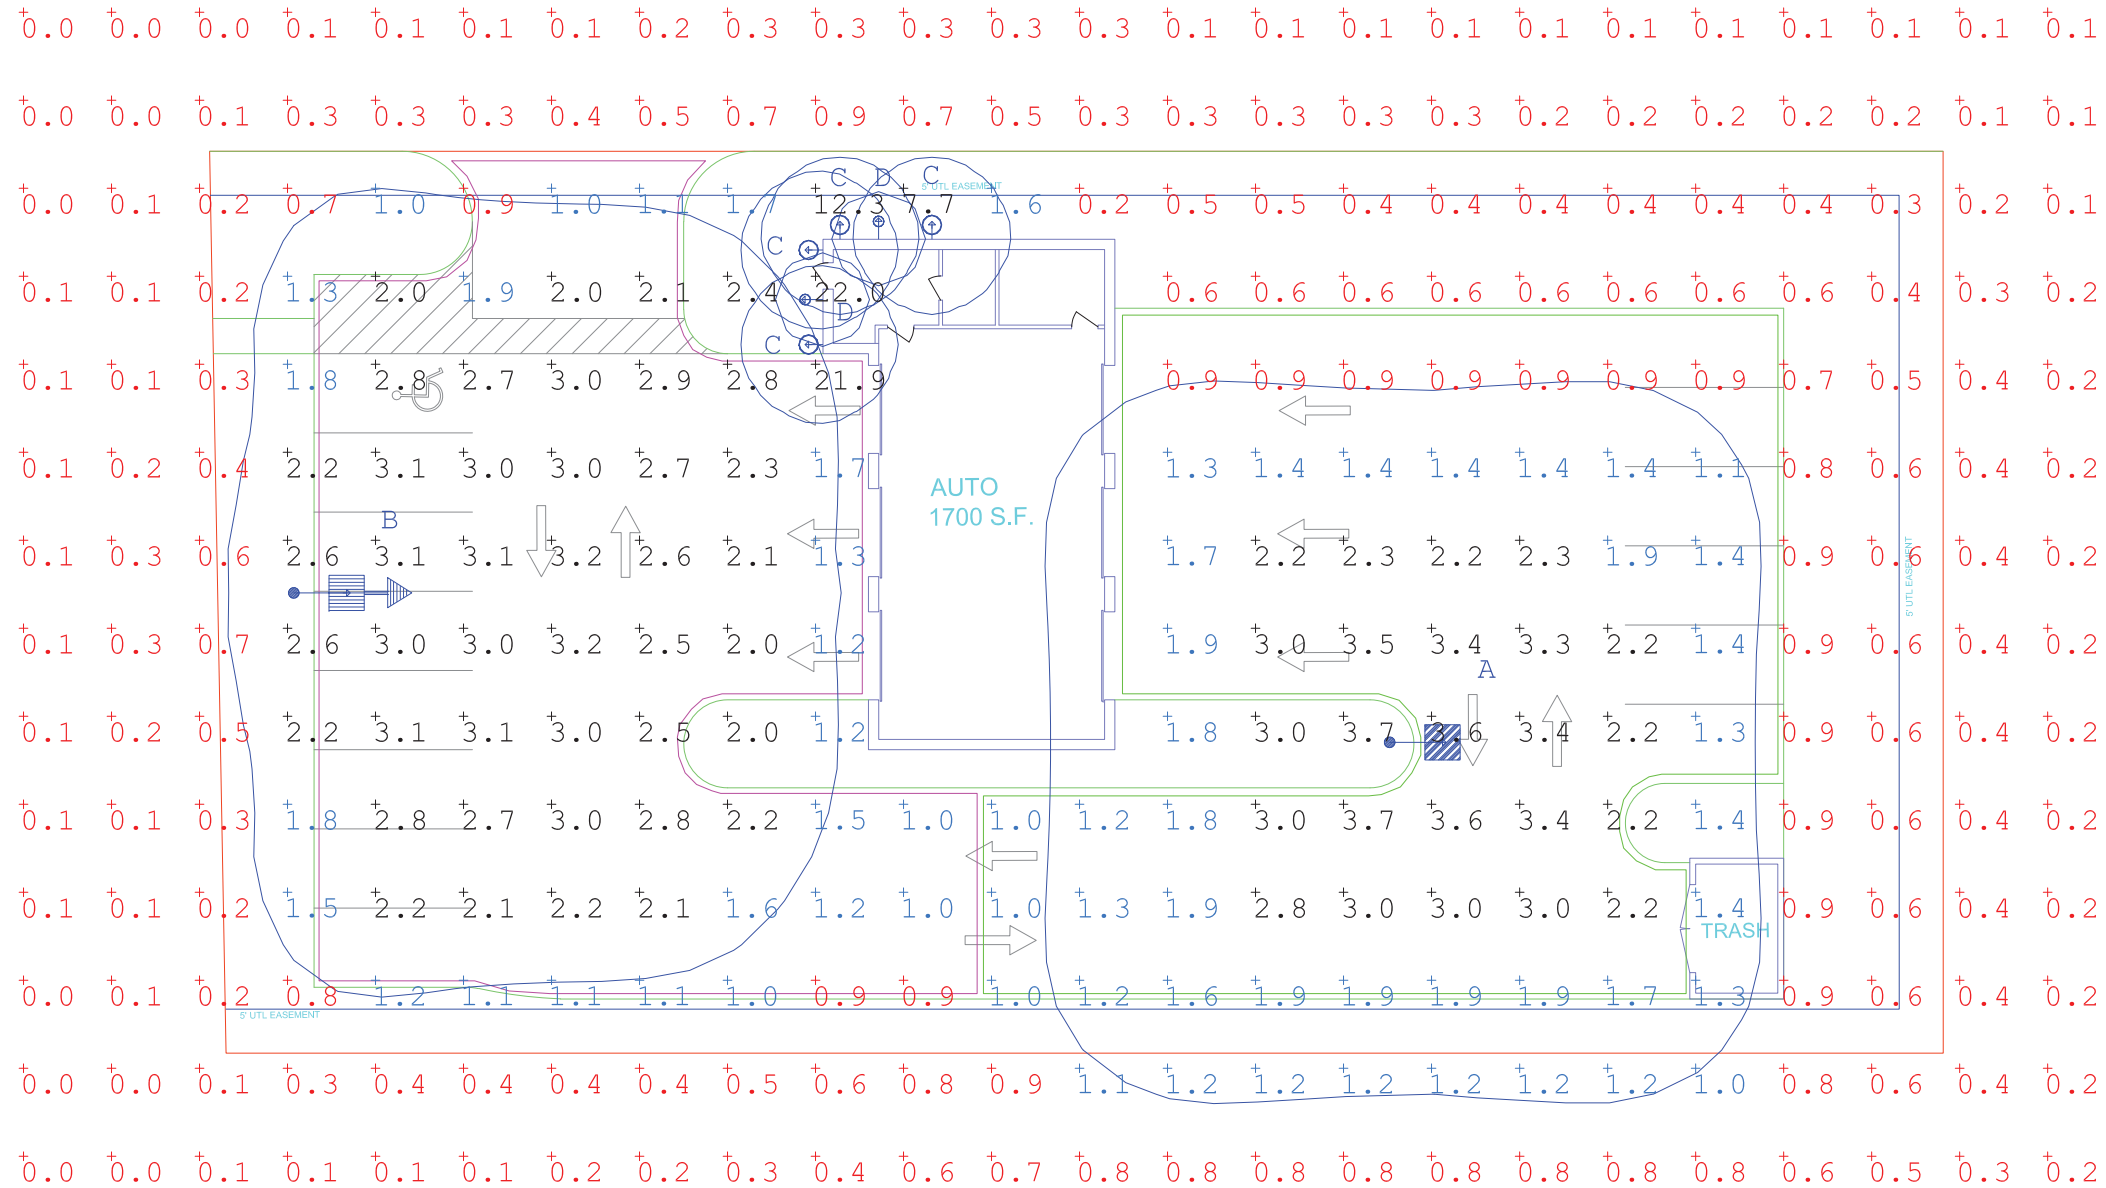 0.0 0.0 0.0 0.1 0.1 0.1 0.1 0.2 0.3 0.3 0.3 0.3 0.3 0.1 0.1 0.1 0.1 0.1 0.1 0.1 0.1 0.1 0.1 0.1
0.0 0.0 0.1 0.3 0.3 0.3 0.4 0.5 0.7 0.9 0.7 0.5 0.3 0.3 0.3 0.3 0.3 0.2 0.2 0.2 0.2 0.2 0.1 0.1
C D C
5' UTL EASEMENT
0.0 0.1 0.2 0.7 1.0 0.9 1.0 1.1 1.7 12.3 7.7 1.6 0.2 0.5 0.5 0.4 0.4 0.4 0.4 0.4 0.4 0.3 0.2 0.1
C
0.1 0.1 0.2 1.3 2.0 1.9 2.0 2.1 2.4 22.0 0.6 0.6 0.6 0.6 0.6 0.6 0.6 0.6 0.4 0.3 0.2
D
C
0.1 0.1 0.3 1.8 2.8 2.7 3.0 2.9 2.8 21.9 0.9 0.9 0.9 0.9 0.9 0.9 0.9 0.7 0.5 0.4 0.2
0.1 0.2 0.4 2.2 3.1 3.0 3.0 2.7 2.3 1.7 1.3 1.4 1.4 1.4 1.4 1.4 1.1 0.8 0.6 0.4 0.2
AUTO
1700 S.F.
B
0.1 0.3 0.6 2.6 3.1 3.1 3.2 2.6 2.1 1.3 1.7 2.2 2.3 2.2 2.3 1.9 1.4 0.9 0.6 0.4 0.2
5' UTL EASEMENT
0.1 0.3 0.7 2.6 3.0 3.0 3.2 2.5 2.0 1.2 1.9 3.0 3.5 3.4 3.3 2.2 1.4 0.9 0.6 0.4 0.2
A
0.1 0.2 0.5 2.2 3.1 3.1 3.0 2.5 2.0 1.2 1.8 3.0 3.7 3.6 3.4 2.2 1.3 0.9 0.6 0.4 0.2
0.1 0.1 0.3 1.8 2.8 2.7 3.0 2.8 2.2 1.5 1.0 1.0 1.2 1.8 3.0 3.7 3.6 3.4 2.2 1.4 0.9 0.6 0.4 0.2
0.1 0.1 0.2 1.5 2.2 2.1 2.2 2.1 1.6 1.2 1.0 1.0 1.3 1.9 2.8 3.0 3.0 3.0 2.2 1.4 0.9 0.6 0.4 0.2
TRASH
0.0 0.1 0.2 0.8 1.2 1.1 1.1 1.1 1.0 0.9 0.9 1.0 1.2 1.6 1.9 1.9 1.9 1.9 1.7 1.3 0.9 0.6 0.4 0.2
5' UTL EASEMENT
0.0 0.0 0.1 0.3 0.4 0.4 0.4 0.4 0.5 0.6 0.8 0.9 1.1 1.2 1.2 1.2 1.2 1.2 1.2 1.0 0.8 0.6 0.4 0.2
0.0 0.0 0.1 0.1 0.1 0.1 0.2 0.2 0.3 0.4 0.6 0.7 0.8 0.8 0.8 0.8 0.8 0.8 0.8 0.8 0.6 0.5 0.3 0.2